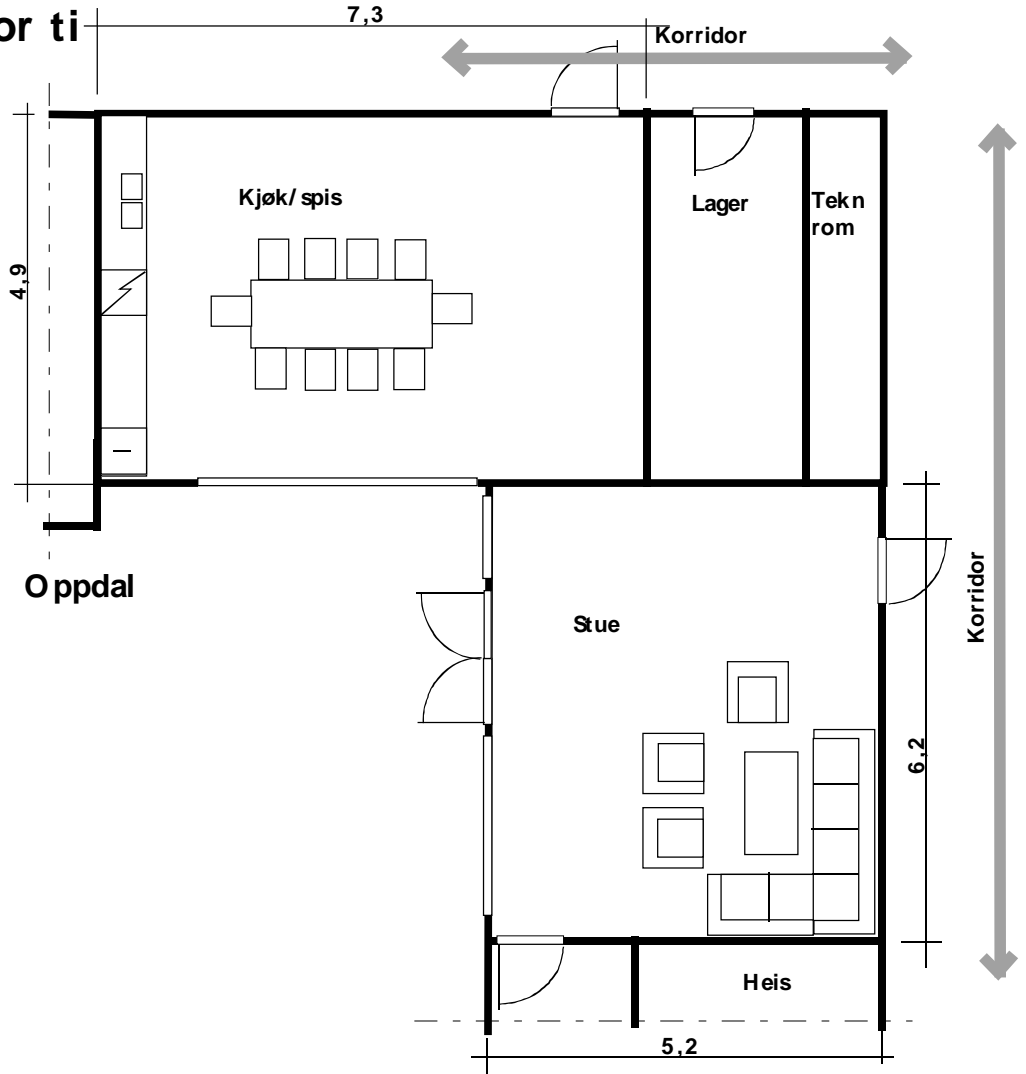 or ti
7,3
Korridor
Kjøk/spis
Lager
Tekn
rom
4,9
Oppdal
Stue
Korridor
6,2
Heis
5,2